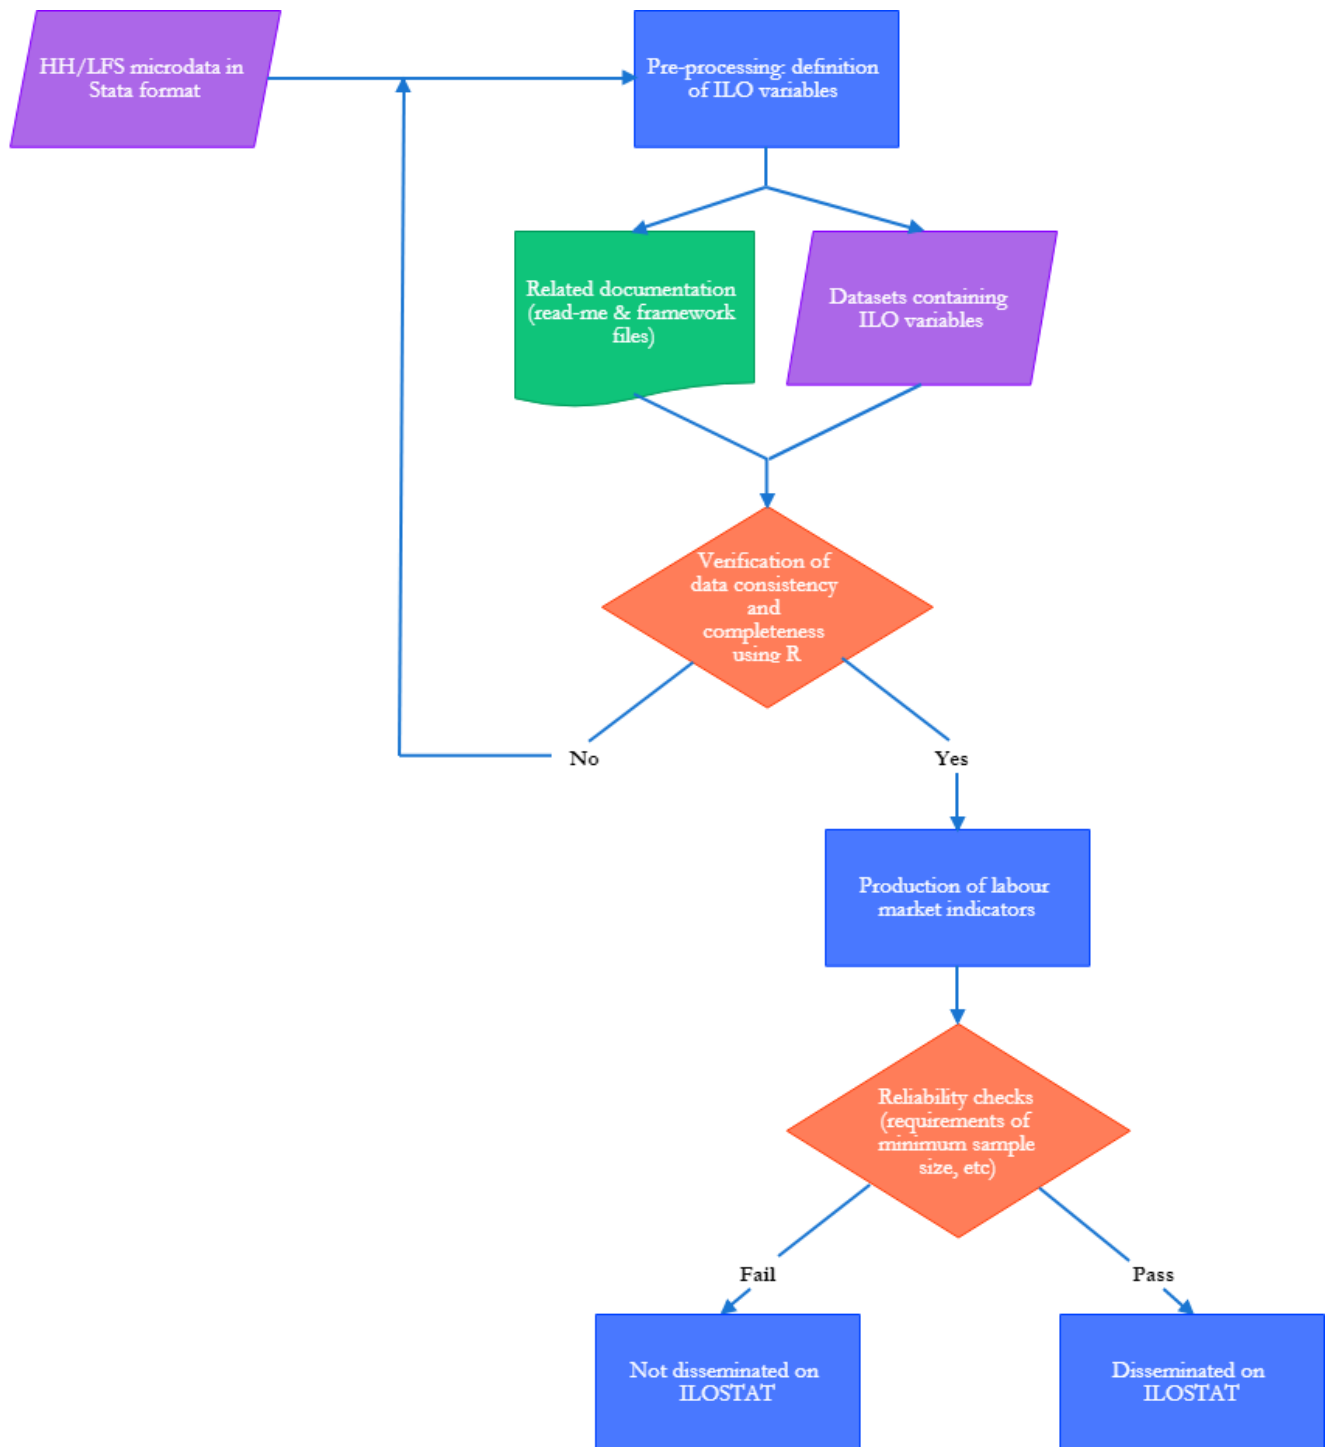 HH/LFS microdata in
Stata format
Pre-processing: definition
of ILO variables
Related documentation
(read-me & framework
files)
Datasets containing
ILO variables
Verification of
data consistency
and
completeness
using R
No
Yes
Production of labour
market indicators
Reliability checks
(requirements of
minimum sample
size, etc)
Fail
Pass
Not disseminated on
ILOSTAT
Disseminated on
ILOSTAT